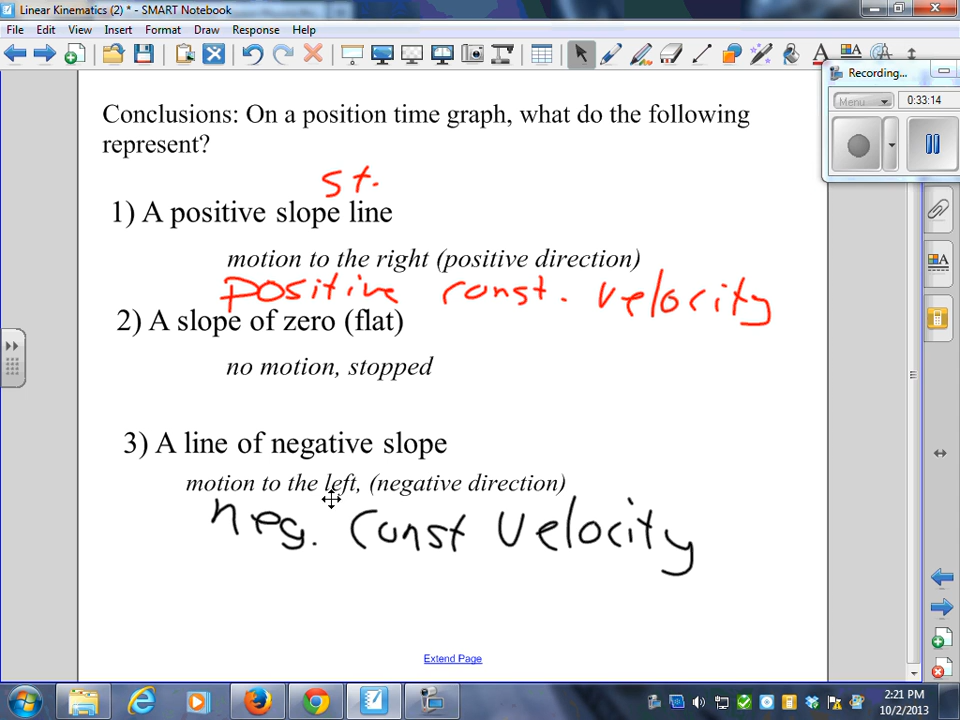 Linear Kinematics (2) * - SMART Notebook
File Edit View Insert Format Draw Response Help
Recording...
Menu
0:33:14
Conclusions: On a position time graph, what do the following
represent?
st.
1) A positive slope line
motion to the right (positive direction)
positive const. velocity
2) A slope of zero (flat)
no motion, stopped
3) A line of negative slope
motion to the left, (negative direction)
neg. const velocity
Extend Page
2:21 PM
10/2/2013